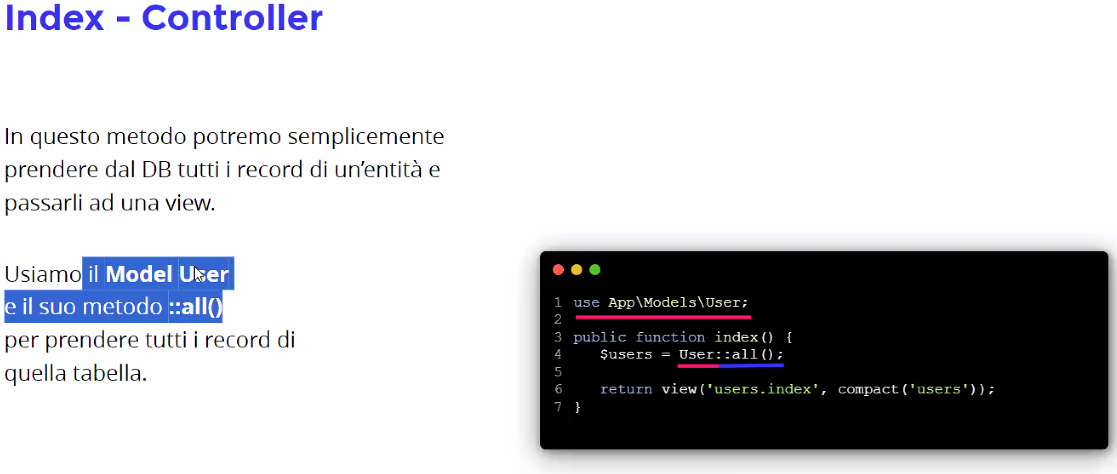 Index - Controller
In questo metodo potremo semplicemente
prendere dal DB tutti i record di un’entità e
passarli ad una view.
Usiamo il Model User
e il suo metodo ::all()
per prendere tutti i record di
quella tabella.
1 use App\Models\User;
2
3 public function index() {
4 $users = User::all();
5
6 return view('users.index', compact('users'));
7 }